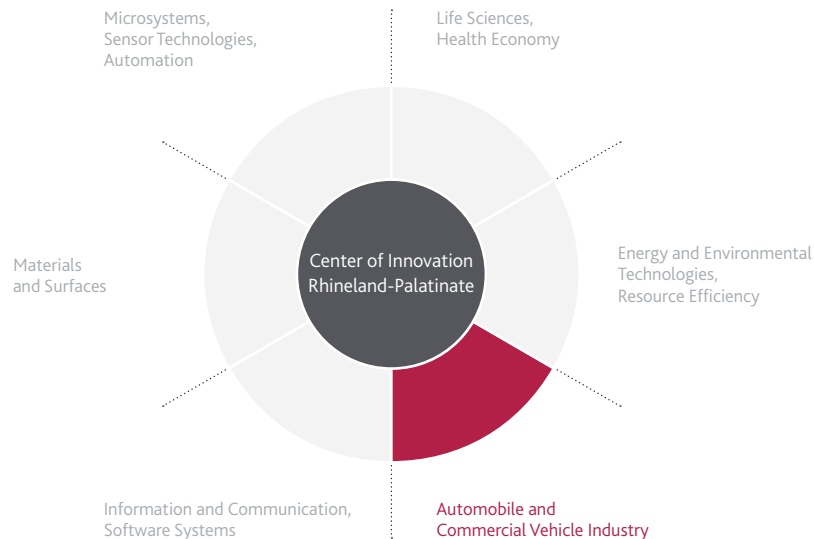 Microsystems,
Sensor Technologies,
Automation
Life Sciences,
Health Economy
Energy and Environmental
Technologies,
Resource Efficiency
Materials
and Surfaces
Center of Innovation
Rhineland-Palatinate
Information and Communication,
Software Systems
Automobile and
Commercial Vehicle Industry